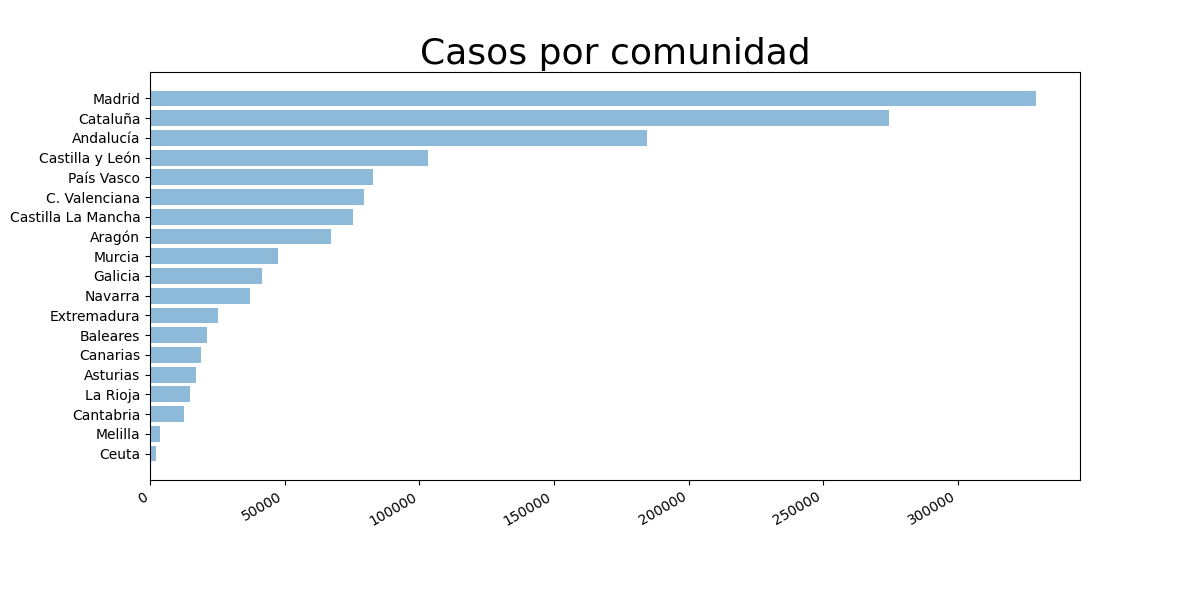 Casos por comunidad
Madrid
Cataluña
Andalucía
Castilla y León
País Vasco
C. Valenciana
Castilla La Mancha
Aragón
Murcia
Galicia
Navarra
Extremadura
Baleares
Canarias
Asturias
La Rioja
Cantabria
Melilla
Ceuta
0
50000
100000
150000
200000
250000
300000